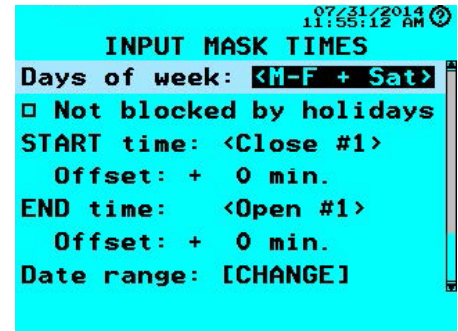 07/31/2014
11:55:12 AM ?
INPUT MASK TIMES
Days of week: <M-F + Sat>
Not blocked by holidays
START time: <Close #1>
Offset: + 0 min.
END time: <Open #1>
Offset: + 0 min.
Date range: [CHANGE]